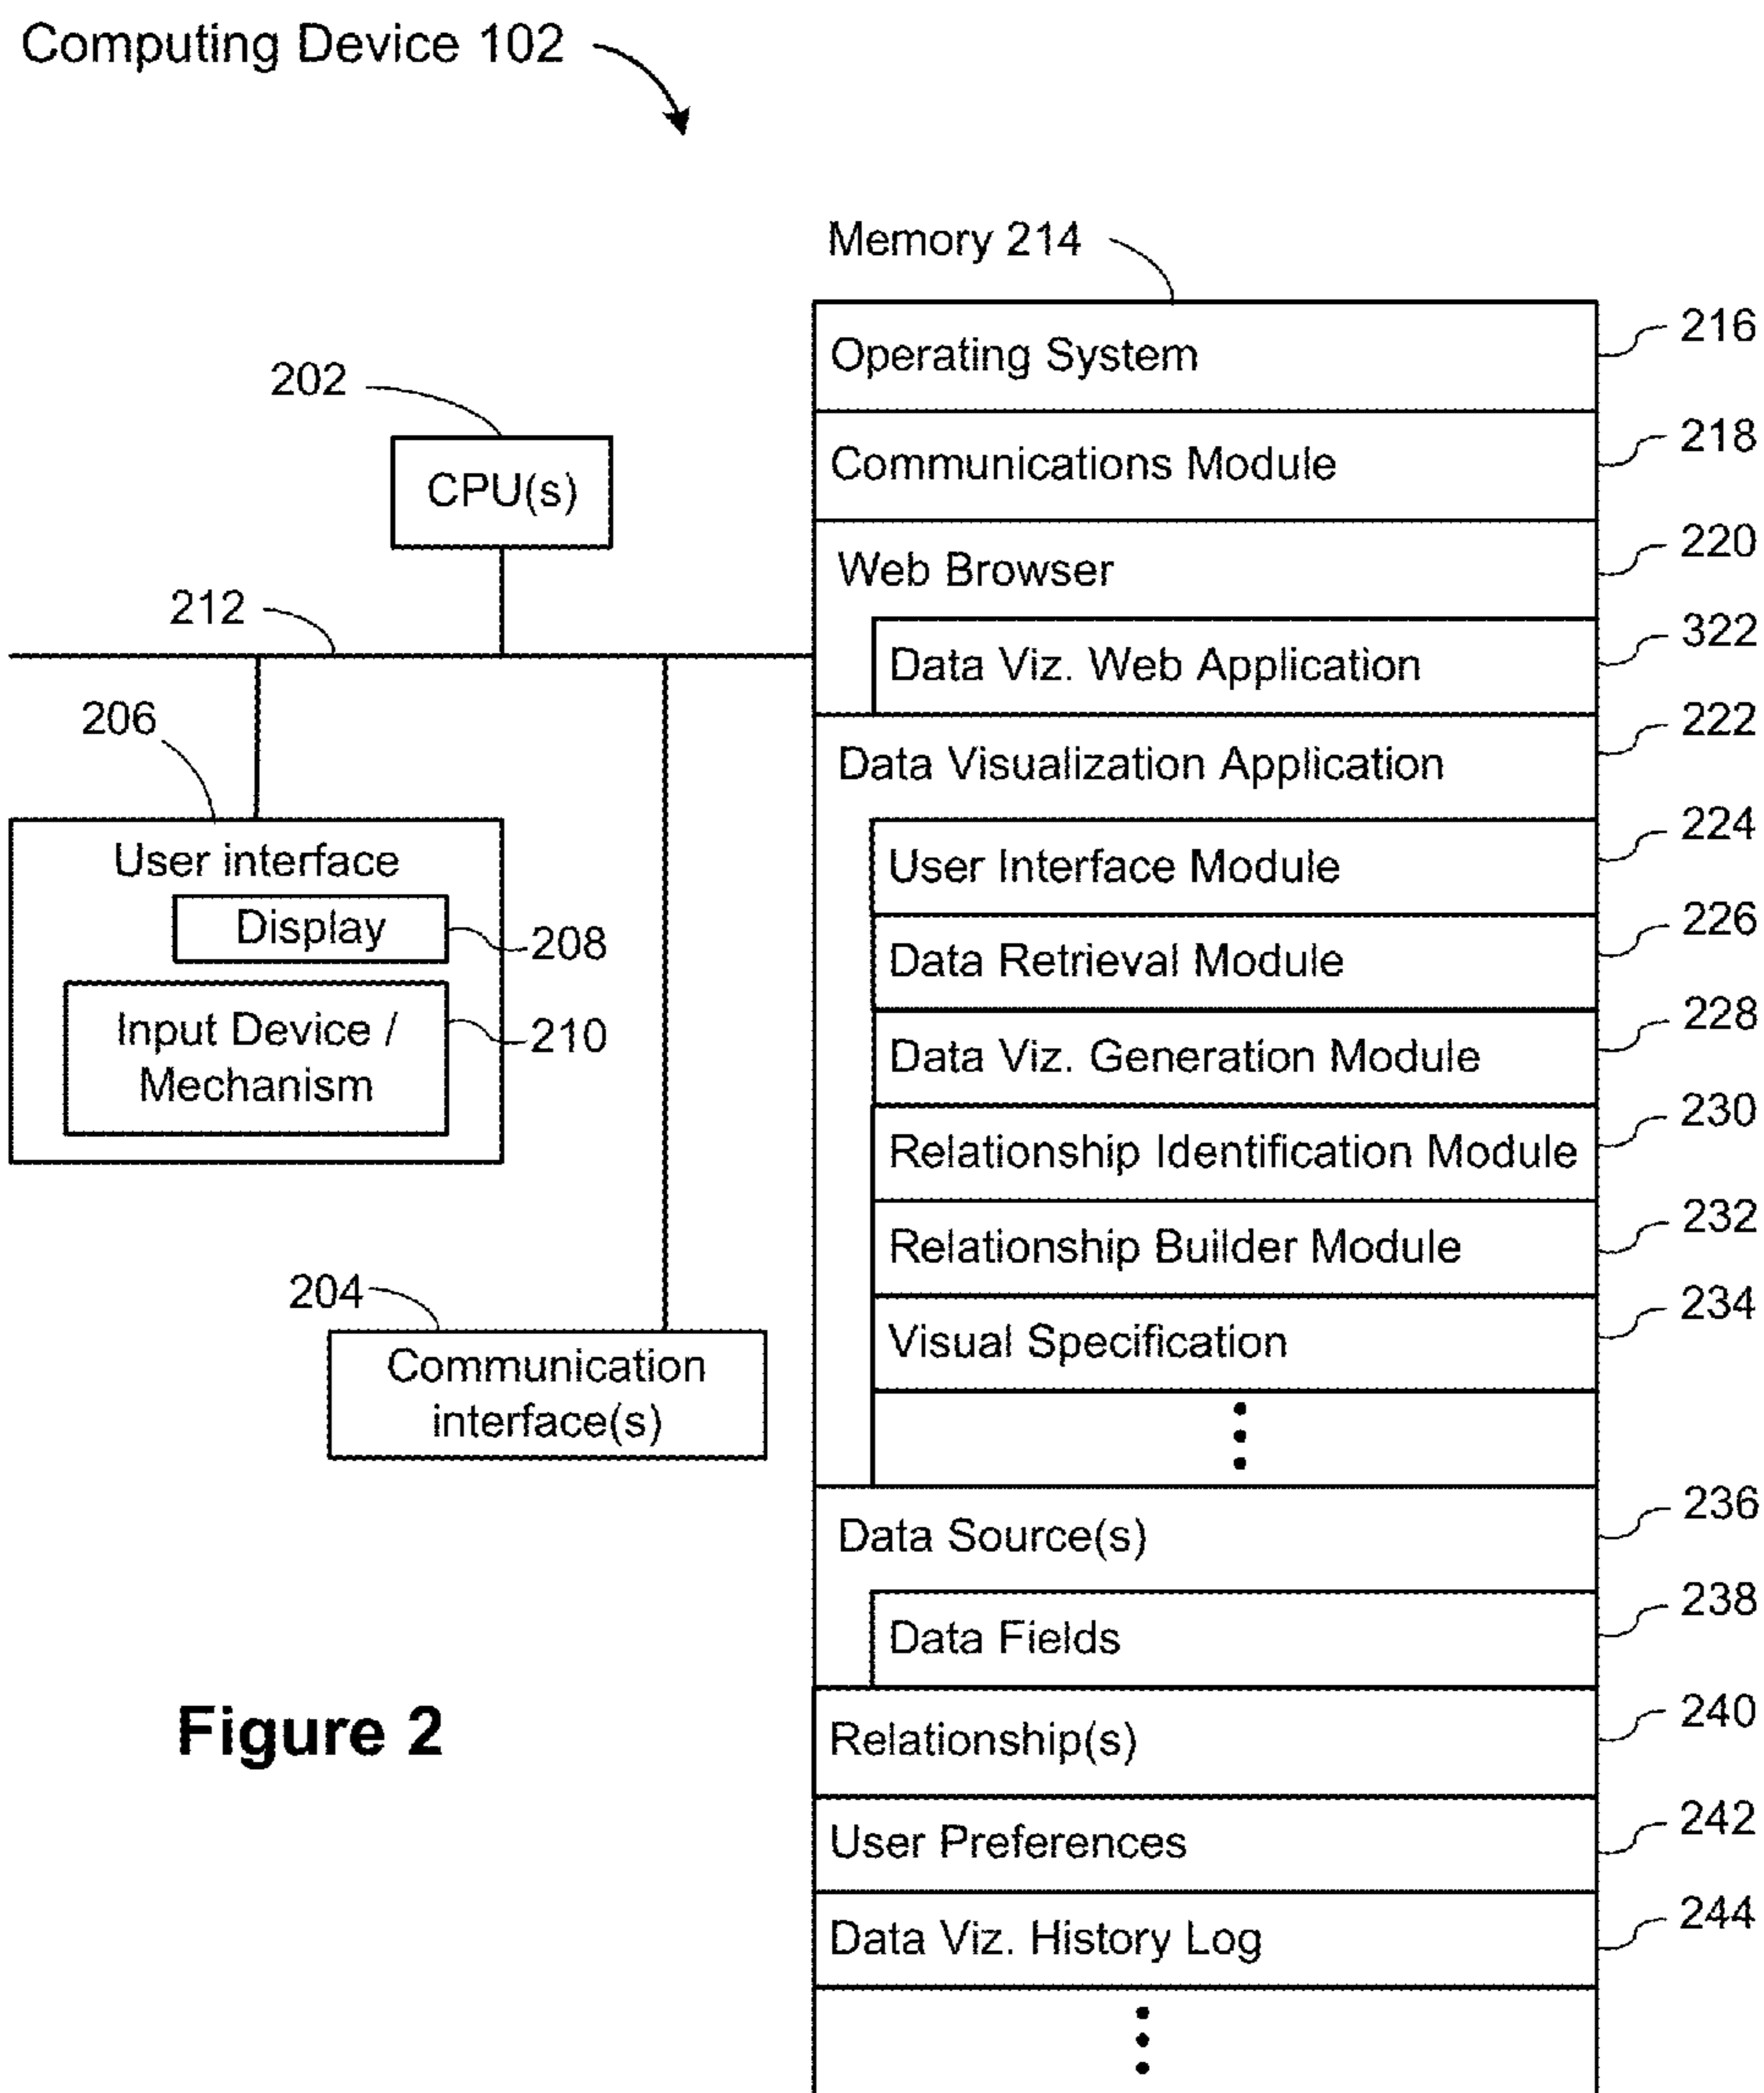 Computing Device 102
Memory 214
Operating System 216
Communications Module 218
Web Browser 220
Data Viz. Web Application 322
Data Visualization Application 222
User Interface Module 224
Data Retrieval Module 226
Data Viz. Generation Module 228
Relationship Identification Module 230
Relationship Builder Module 232
Visual Specification 234
Data Source(s) 236
Data Fields 238
Relationship(s) 240
User Preferences 242
Data Viz. History Log 244
202
CPU(s)
212
206
User interface
Display 208
Input Device / 210
Mechanism
204
Communication
interface(s)
Figure 2